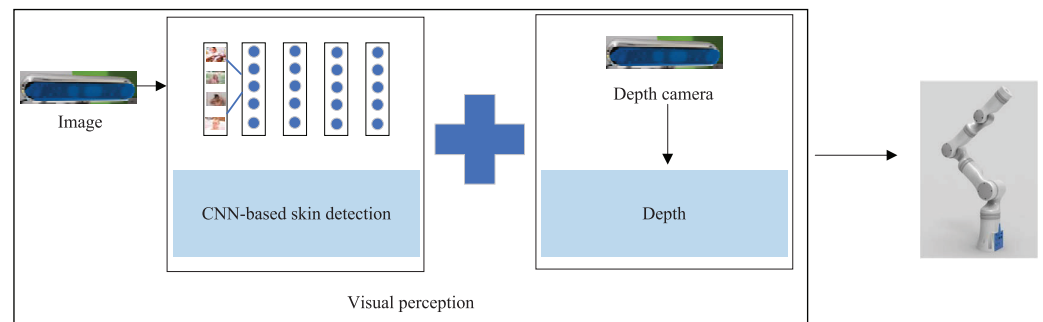 Image
CNN-based skin detection
Depth camera
Depth
Visual perception